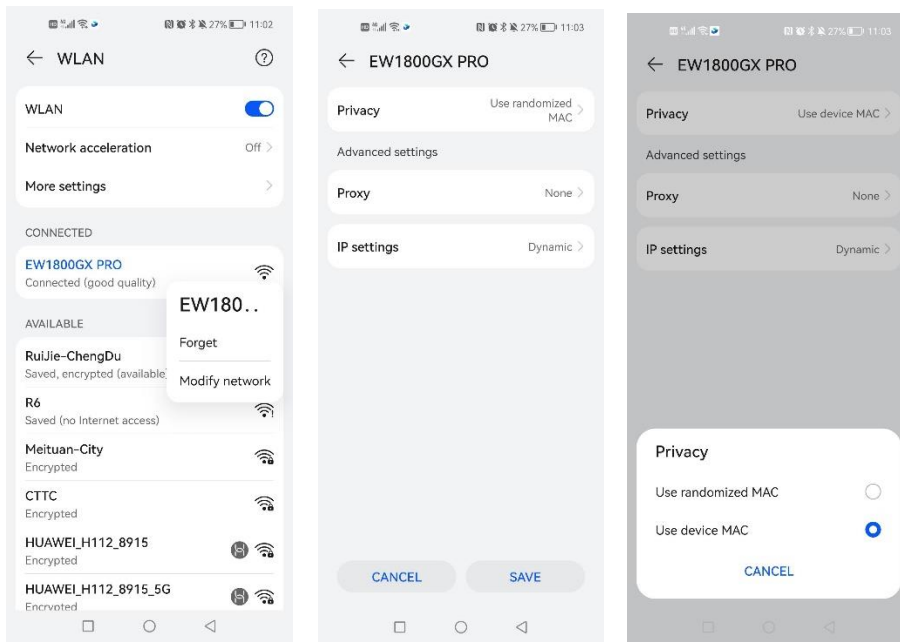 27% 11:02
WLAN
WLAN
Network acceleration Off
More settings
CONNECTED
EW1800GX PRO
Connected (good quality)
EW180..
Forget
Modify network
AVAILABLE
RuiJie-ChengDu
Saved, encrypted (available
R6
Saved (no Internet access)
Meituan-City
Encrypted
CTTC
Encrypted
HUAWEI_H112_8915
Encrypted
HUAWEI_H112_8915_5G
Encrypted
27% 11:03
EW1800GX PRO
Privacy Use randomized
MAC
Advanced settings
Proxy None
IP settings Dynamic
CANCEL SAVE
27% 11:03
EW1800GX PRO
Privacy Use device MAC
Advanced settings
Proxy None
IP settings Dynamic
Privacy
Use randomized MAC
Use device MAC
CANCEL